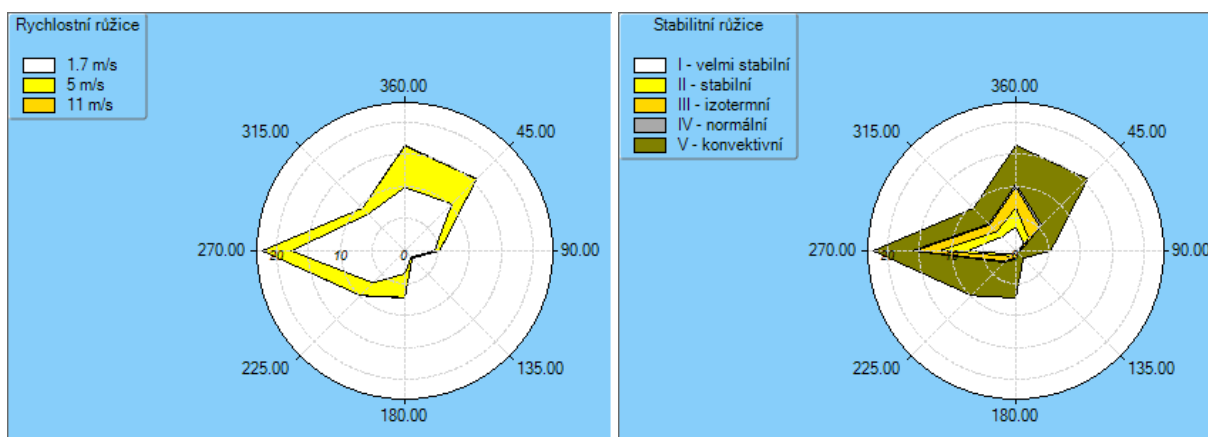 Rychlostní růžice
1.7 m/s
5 m/s
11 m/s
360.00
315.00
45.00
270.00
20
10
0
90.00
225.00
135.00
180.00
Stabilitní růžice
I - velmi stabilní
II - stabilní
III - izotermní
IV - normální
V - konvektivní
360.00
315.00
45.00
270.00
20
10
0
90.00
225.00
135.00
180.00